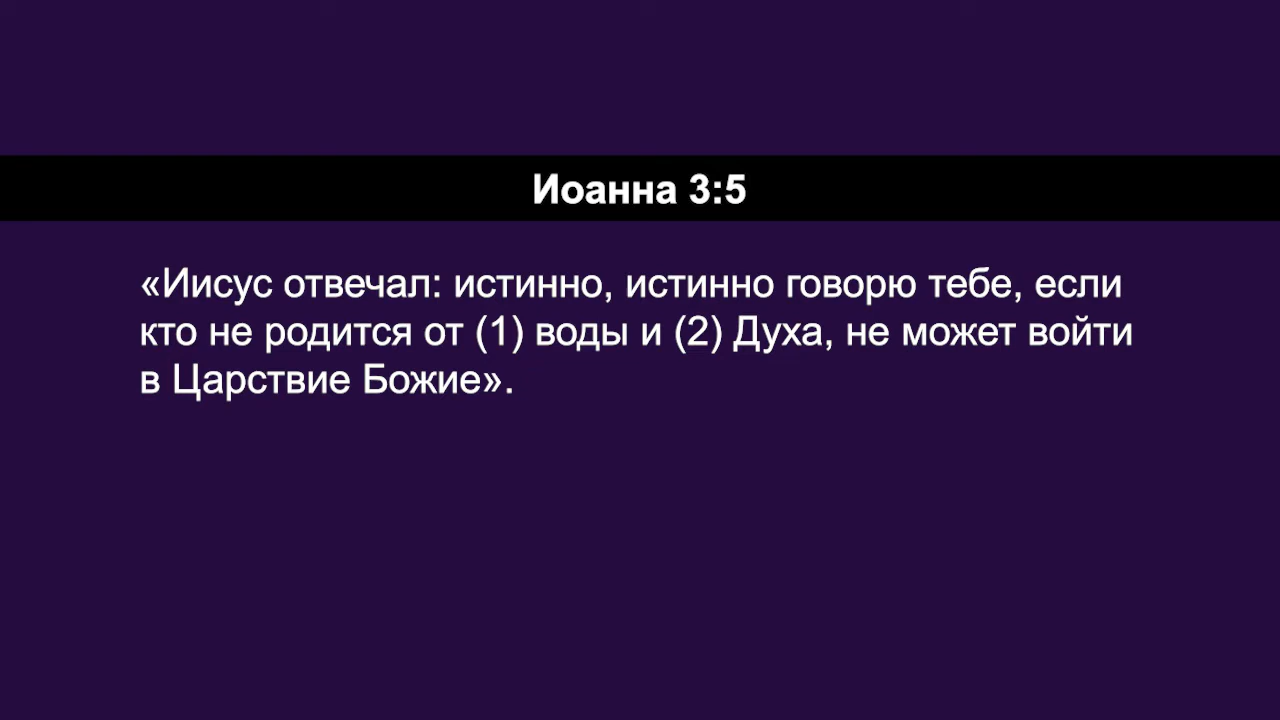 Иоанна 3:5
«Иисус отвечал: истинно, истинно говорю тебе, если
кто не родится от (1) воды и (2) Духа, не может войти
в Царствие Божие».